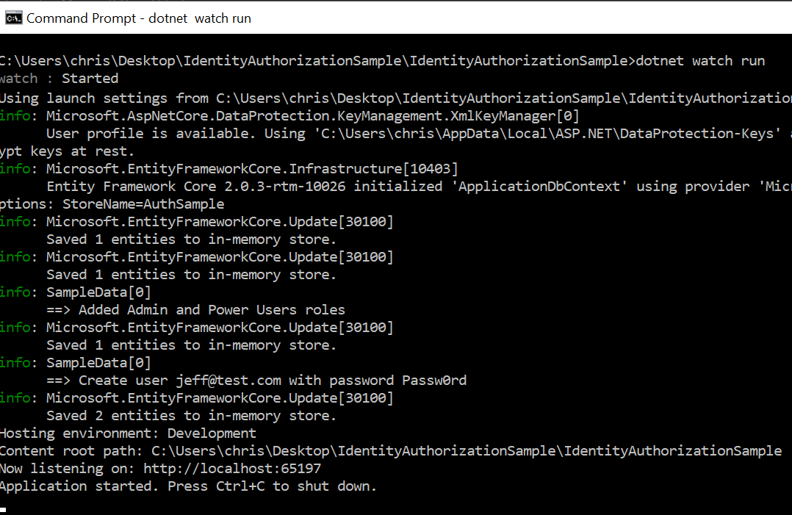 Command Prompt - dotnet  watch run
C:\Users\chris\Desktop\IdentityAuthorizationSample\IdentityAuthorizationSample>dotnet watch run
watch : Started
Using launch settings from C:\Users\chris\Desktop\IdentityAuthorizationSample\IdentityAuthorization
info: Microsoft.AspNetCore.DataProtection.KeyManagement.XmlKeyManager[0]
      User profile is available. Using 'C:\Users\chris\AppData\Local\ASP.NET\DataProtection-Keys' a
ypt keys at rest.
info: Microsoft.EntityFrameworkCore.Infrastructure[10403]
      Entity Framework Core 2.0.3-rtm-10026 initialized 'ApplicationDbContext' using provider 'Mic
ptions: StoreName=AuthSample
info: Microsoft.EntityFrameworkCore.Update[30100]
      Saved 1 entities to in-memory store.
info: Microsoft.EntityFrameworkCore.Update[30100]
      Saved 1 entities to in-memory store.
info: SampleData[0]
      ==> Added Admin and Power Users roles
info: Microsoft.EntityFrameworkCore.Update[30100]
      Saved 1 entities to in-memory store.
info: SampleData[0]
      ==> Create user jeff@test.com with password Passw0rd
info: Microsoft.EntityFrameworkCore.Update[30100]
      Saved 2 entities to in-memory store.
Hosting environment: Development
Content root path: C:\Users\chris\Desktop\IdentityAuthorizationSample\IdentityAuthorizationSample
Now listening on: http://localhost:65197
Application started. Press Ctrl+C to shut down.